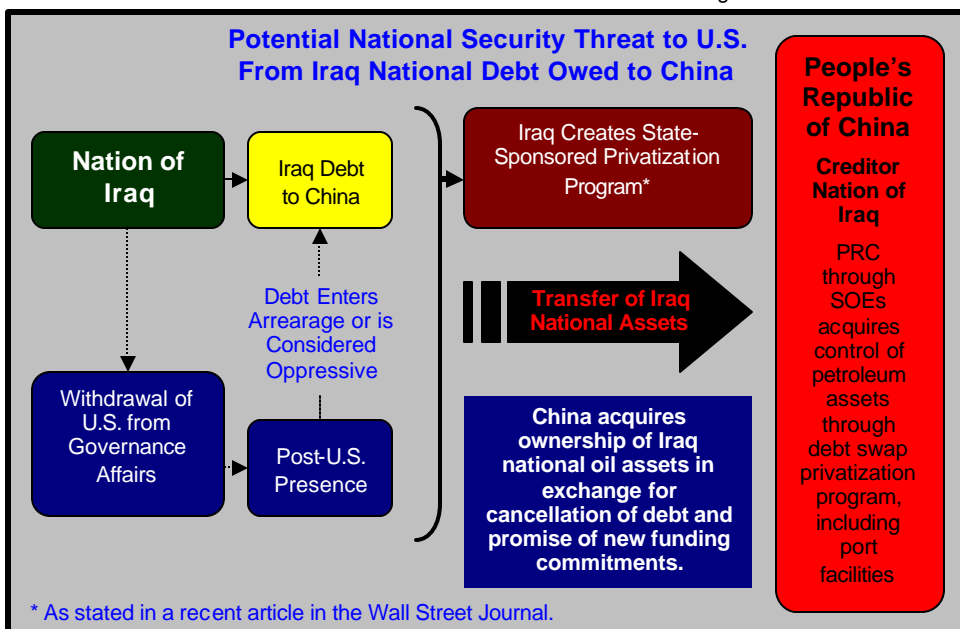 Potential National Security Threat to U.S.
From Iraq National Debt Owed to China
Nation of
Iraq
Iraq Debt
to China
Iraq Creates State-
Sponsored Privatization
Program*
Debt Enters
Arrearage or is
Considered
Oppressive
Transfer of Iraq
National Assets
Withdrawal of
U.S. from
Governance
Affairs
Post-U.S.
Presence
China acquires
ownership of Iraq
national oil assets in
exchange for
cancellation of debt and
promise of new funding
commitments.
People's
Republic
of China
Creditor
Nation of
Iraq
PRC
through
SOEs
acquires
control of
petroleum
assets
through
debt swap
privatization
program,
including
port
facilities
* As stated in a recent article in the Wall Street Journal.